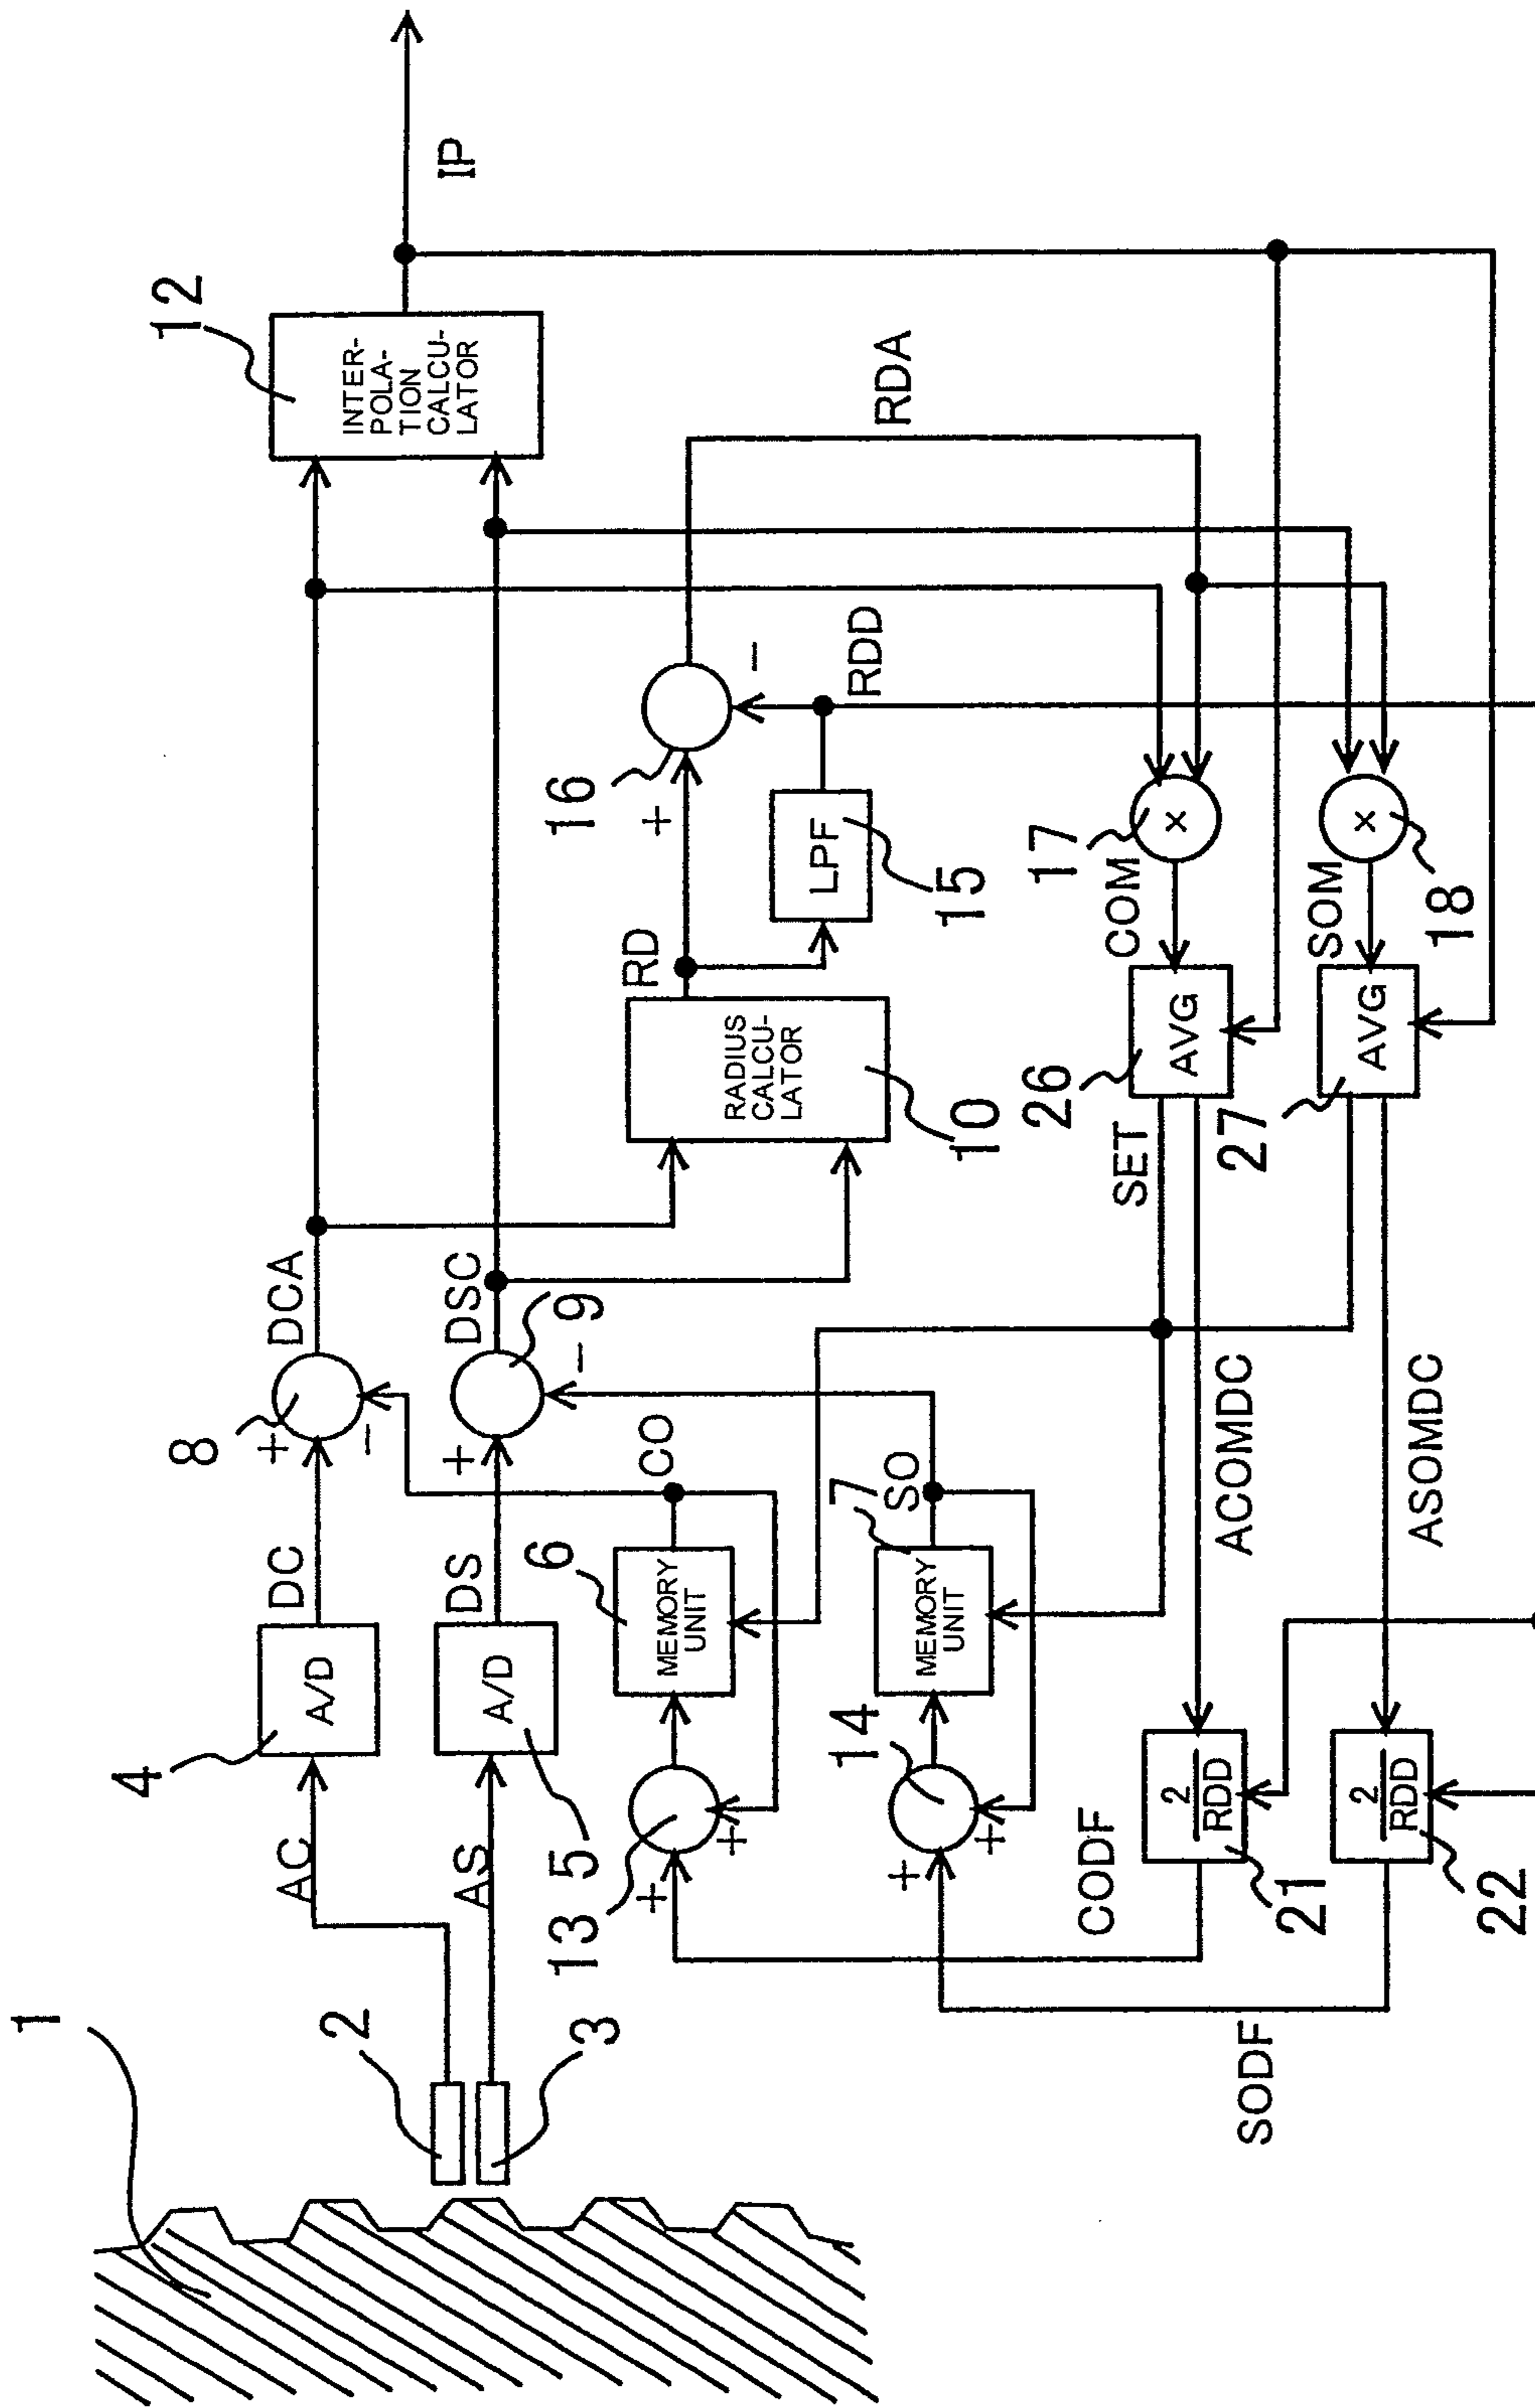 1
2
3
AC
AS
4
A/D
5
A/D
DC
DS
8
+
-
DCA
+
-
9
DSC
12
INTER-
POLA-
TION
CALCU-
LATOR
IP
13
+
+
6
MEMORY
UNIT
CO
14
+
+
7
MEMORY
UNIT
SO
RADIUS
CALCU-
LATOR
10
RD
LPF
15
16
+
-
RDD
RDA
CODF
SODF
2
RDD
21
2
RDD
22
ACOMDC
ASOMDC
SET
26
AVG
27
AVG
COM
SOM
17
×
18
×